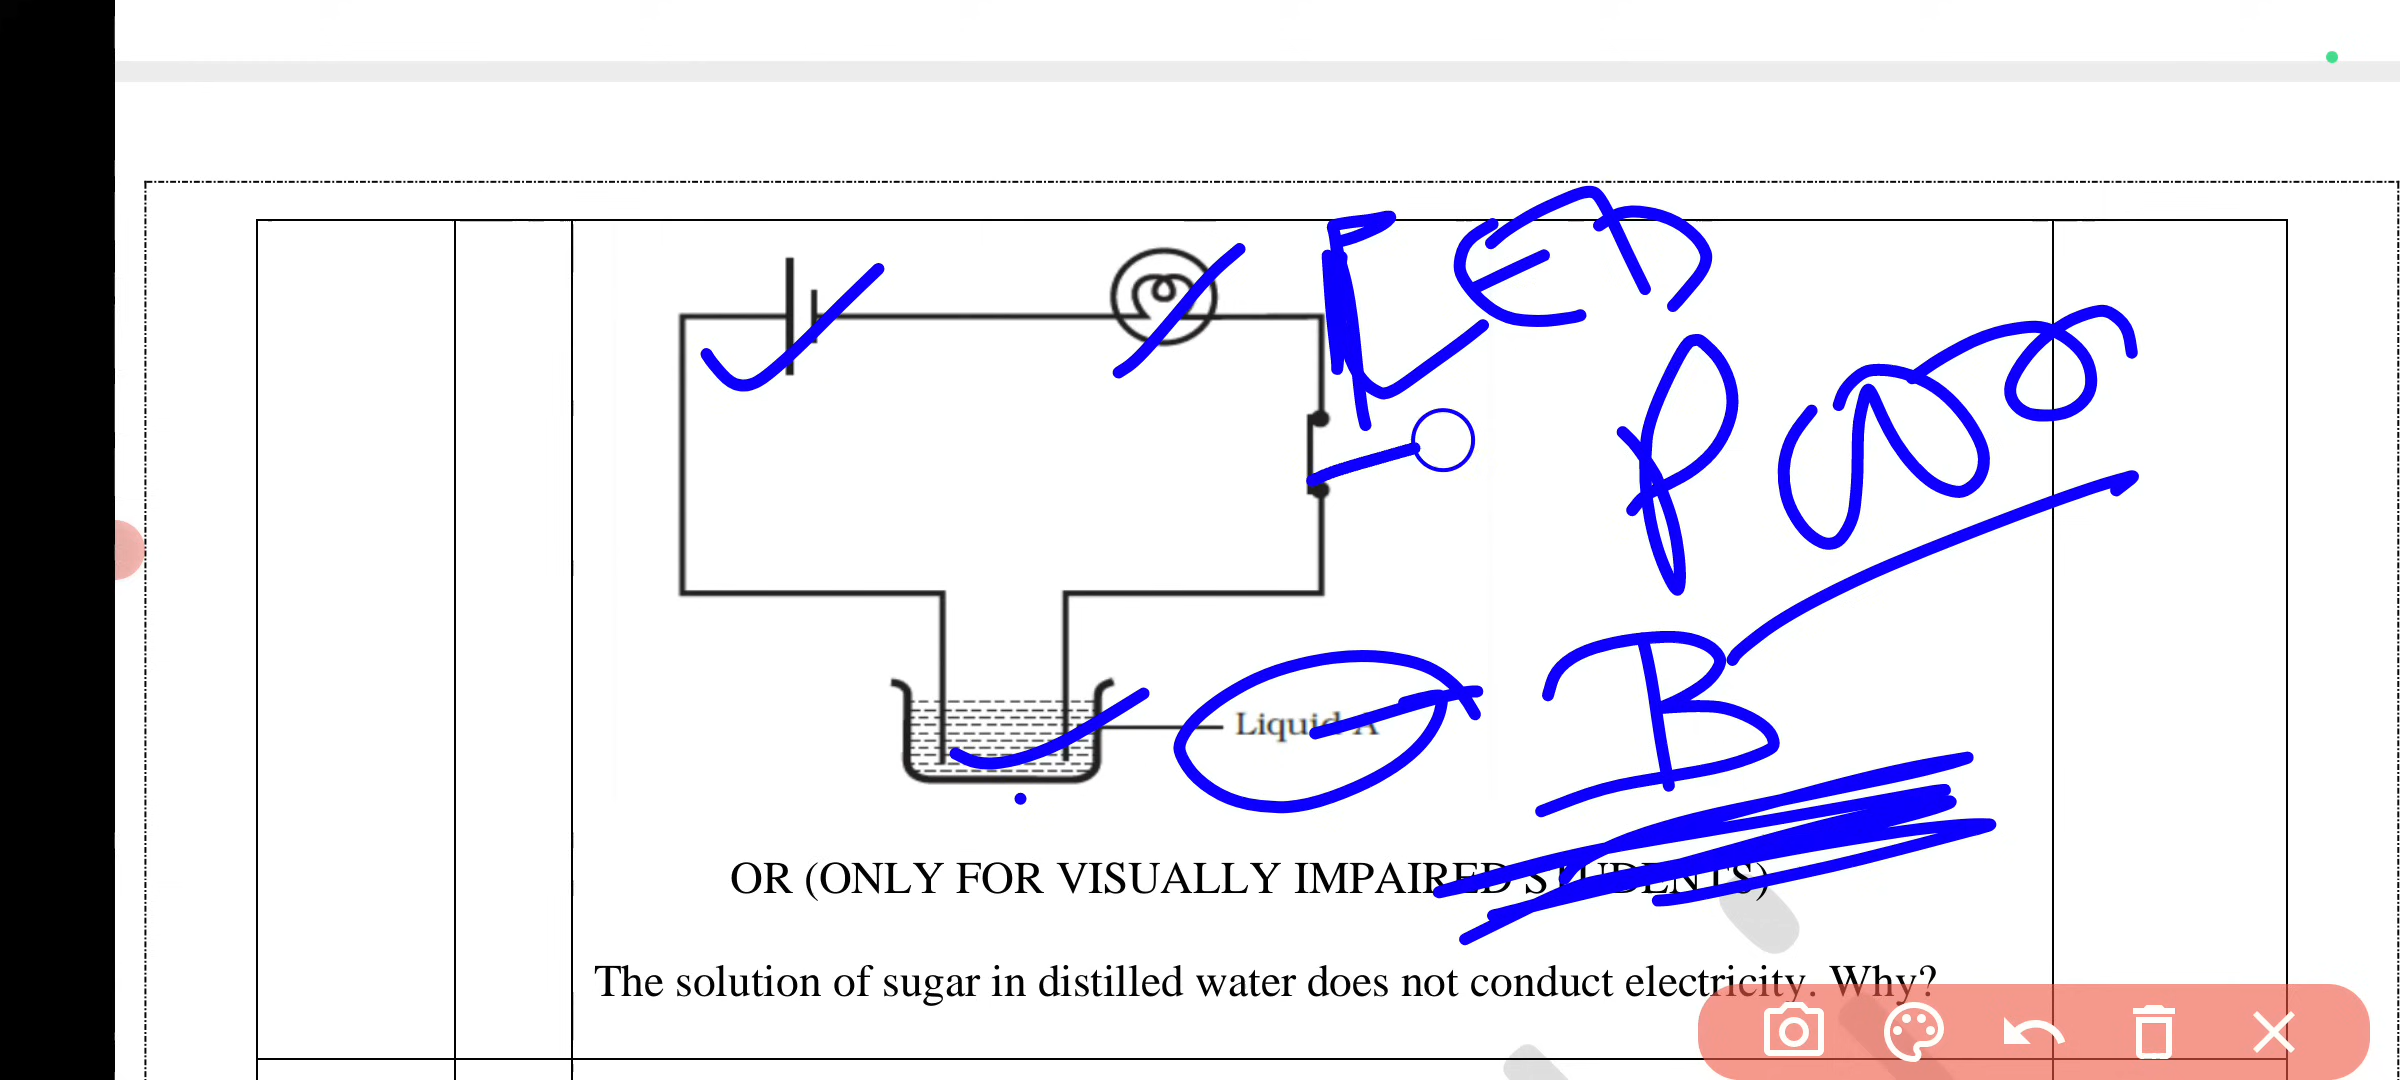 LED
Poor
Liquid A
B
OR (ONLY FOR VISUALLY IMPAIRED STUDENTS)
The solution of sugar in distilled water does not conduct electricity. Why?